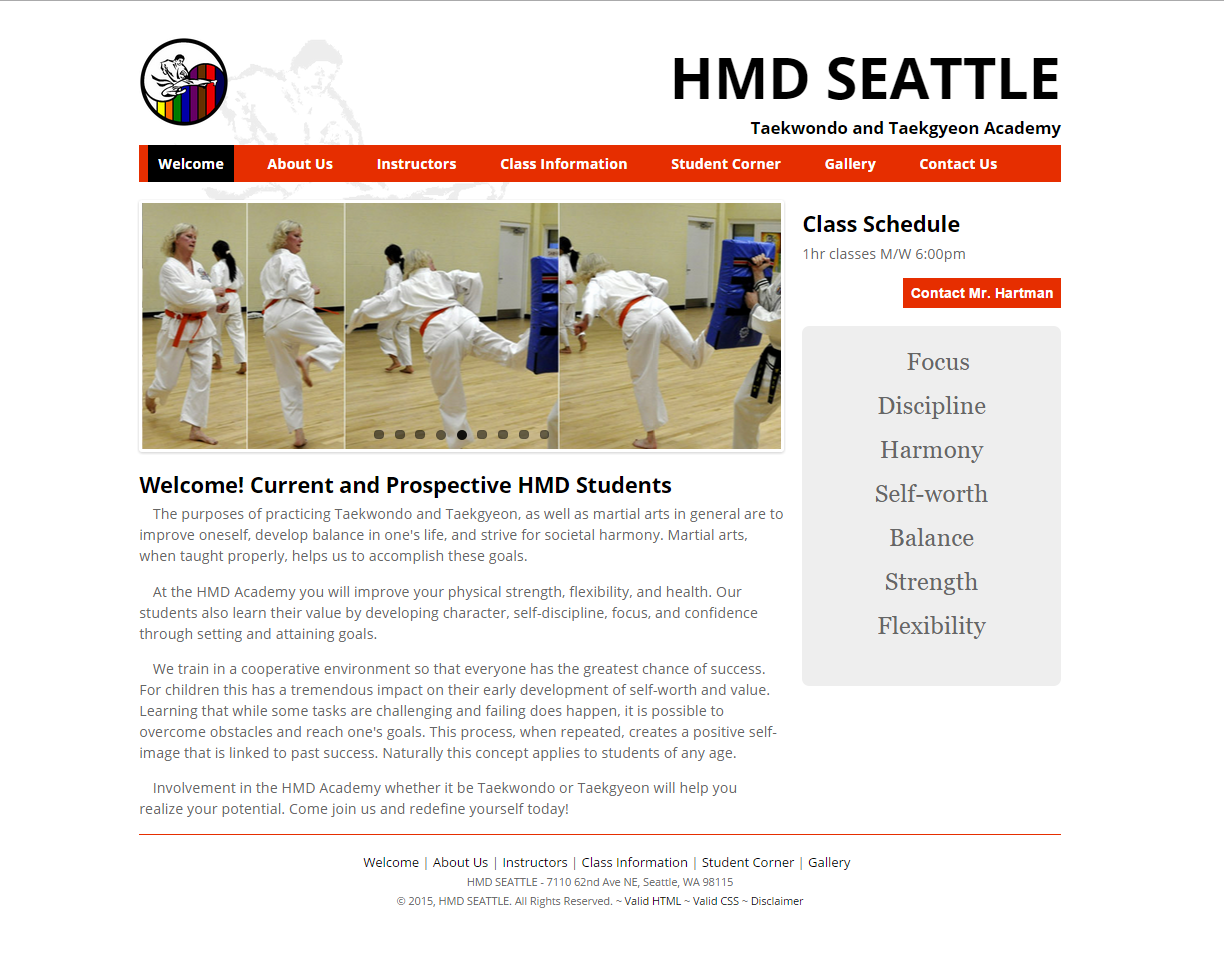 HMD SEATTLE
Taekwondo and Taekgyeon Academy
Welcome About Us Instructors Class Information Student Corner Gallery Contact Us
Class Schedule
1hr classes M/W 6:00pm
Contact Mr. Hartman
Focus
Discipline
Harmony
Self-worth
Balance
Strength
Flexibility
Welcome! Current and Prospective HMD Students
The purposes of practicing Taekwondo and Taekgyeon, as well as martial arts in general are to
improve oneself, develop balance in one's life, and strive for societal harmony. Martial arts,
when taught properly, helps us to accomplish these goals.
At the HMD Academy you will improve your physical strength, flexibility, and health. Our
students also learn their value by developing character, self-discipline, focus, and confidence
through setting and attaining goals.
We train in a cooperative environment so that everyone has the greatest chance of success.
For children this has a tremendous impact on their early development of self-worth and value.
Learning that while some tasks are challenging and failing does happen, it is possible to
overcome obstacles and reach one's goals. This process, when repeated, creates a positive self-
image that is linked to past success. Naturally this concept applies to students of any age.
Involvement in the HMD Academy whether it be Taekwondo or Taekgyeon will help you
realize your potential. Come join us and redefine yourself today!
Welcome | About Us | Instructors | Class Information | Student Corner | Gallery
HMD SEATTLE - 7110 62nd Ave NE, Seattle, WA 98115
© 2015, HMD SEATTLE. All Rights Reserved. ~ Valid HTML ~ Valid CSS ~ Disclaimer